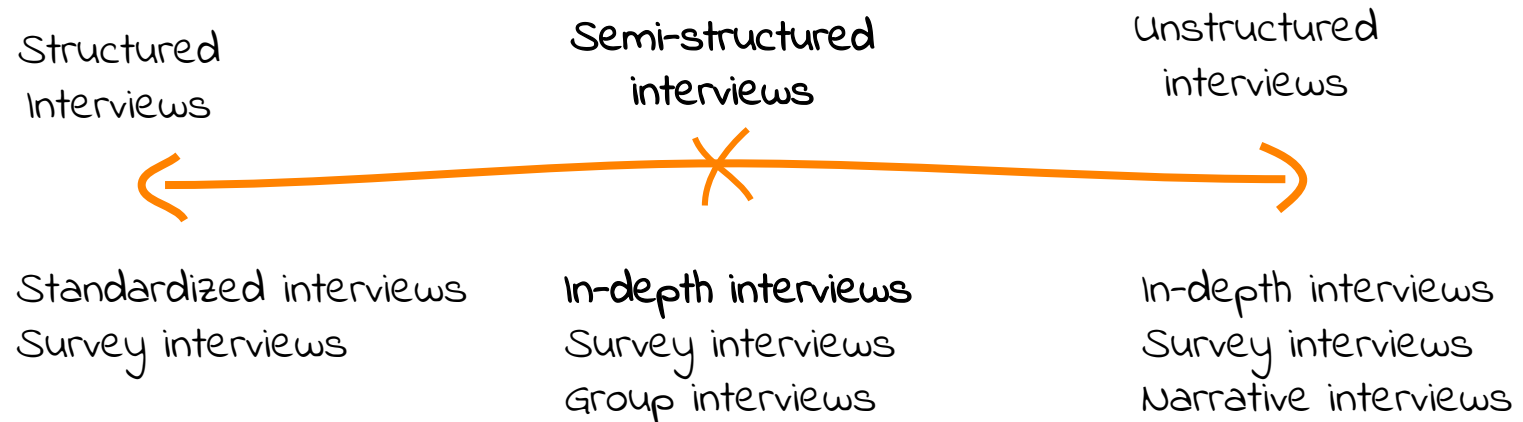 Structured
Interviews
Semi-structured
interviews
Unstructured
interviews
Standardized interviews
Survey interviews
In-depth interviews
Survey interviews
Group interviews
In-depth interviews
Survey interviews
Narrative interviews